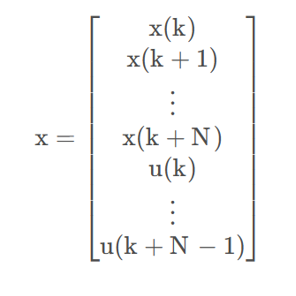 x(k)
x(k + 1)
⋮
x = x(k + N)
u(k)
⋮
u(k + N − 1)